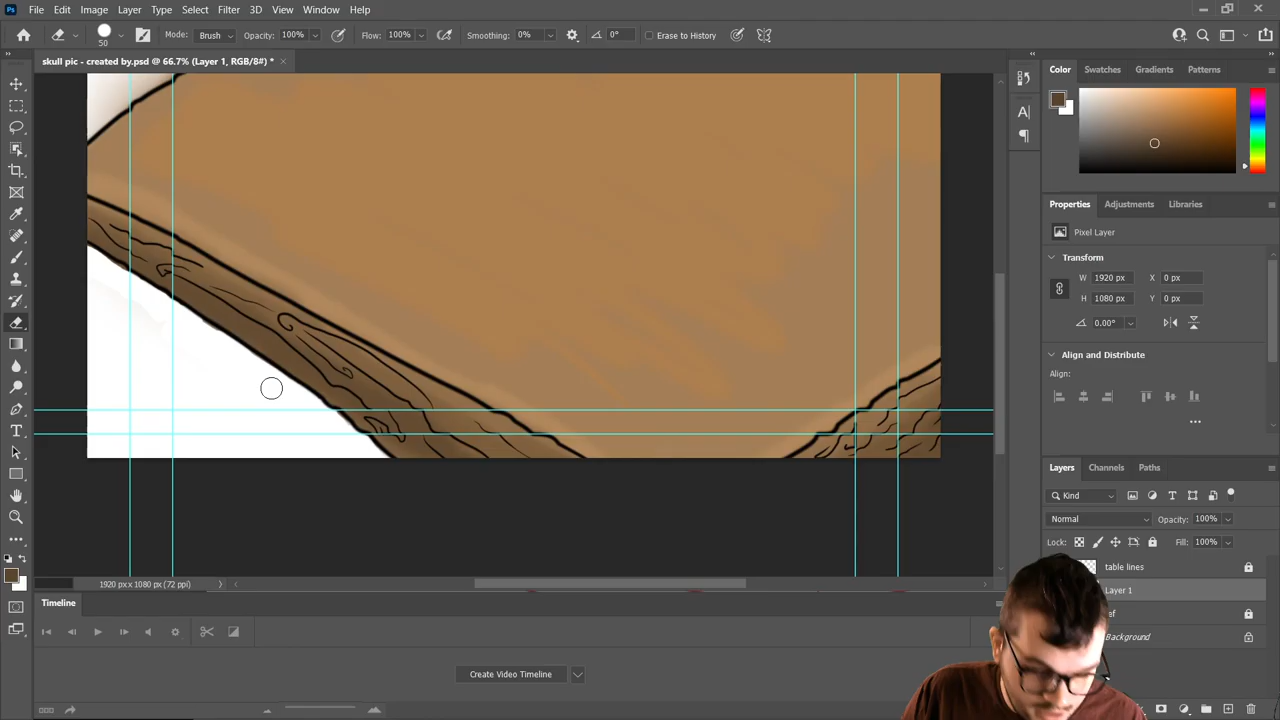 Ps File Edit Image Layer Type Select Filter 3D View Window Help
50 Mode: Brush Opacity: 100% Flow: 100% Smoothing: 0% 0° Erase to History
skull pic - created by.psd @ 66.7% (Layer 1, RGB/8#) *
Color Swatches Gradients Patterns
Properties Adjustments Libraries
Pixel Layer
Transform
W 1920 px X 0 px
H 1080 px Y 0 px
0.00°
Align and Distribute
Align:
Layers Channels Paths
Kind
Normal Opacity: 100%
Lock: Fill: 100%
table lines
Layer 1
ef
Background
1920 px x 1080 px (72 ppi)
Timeline
Create Video Timeline